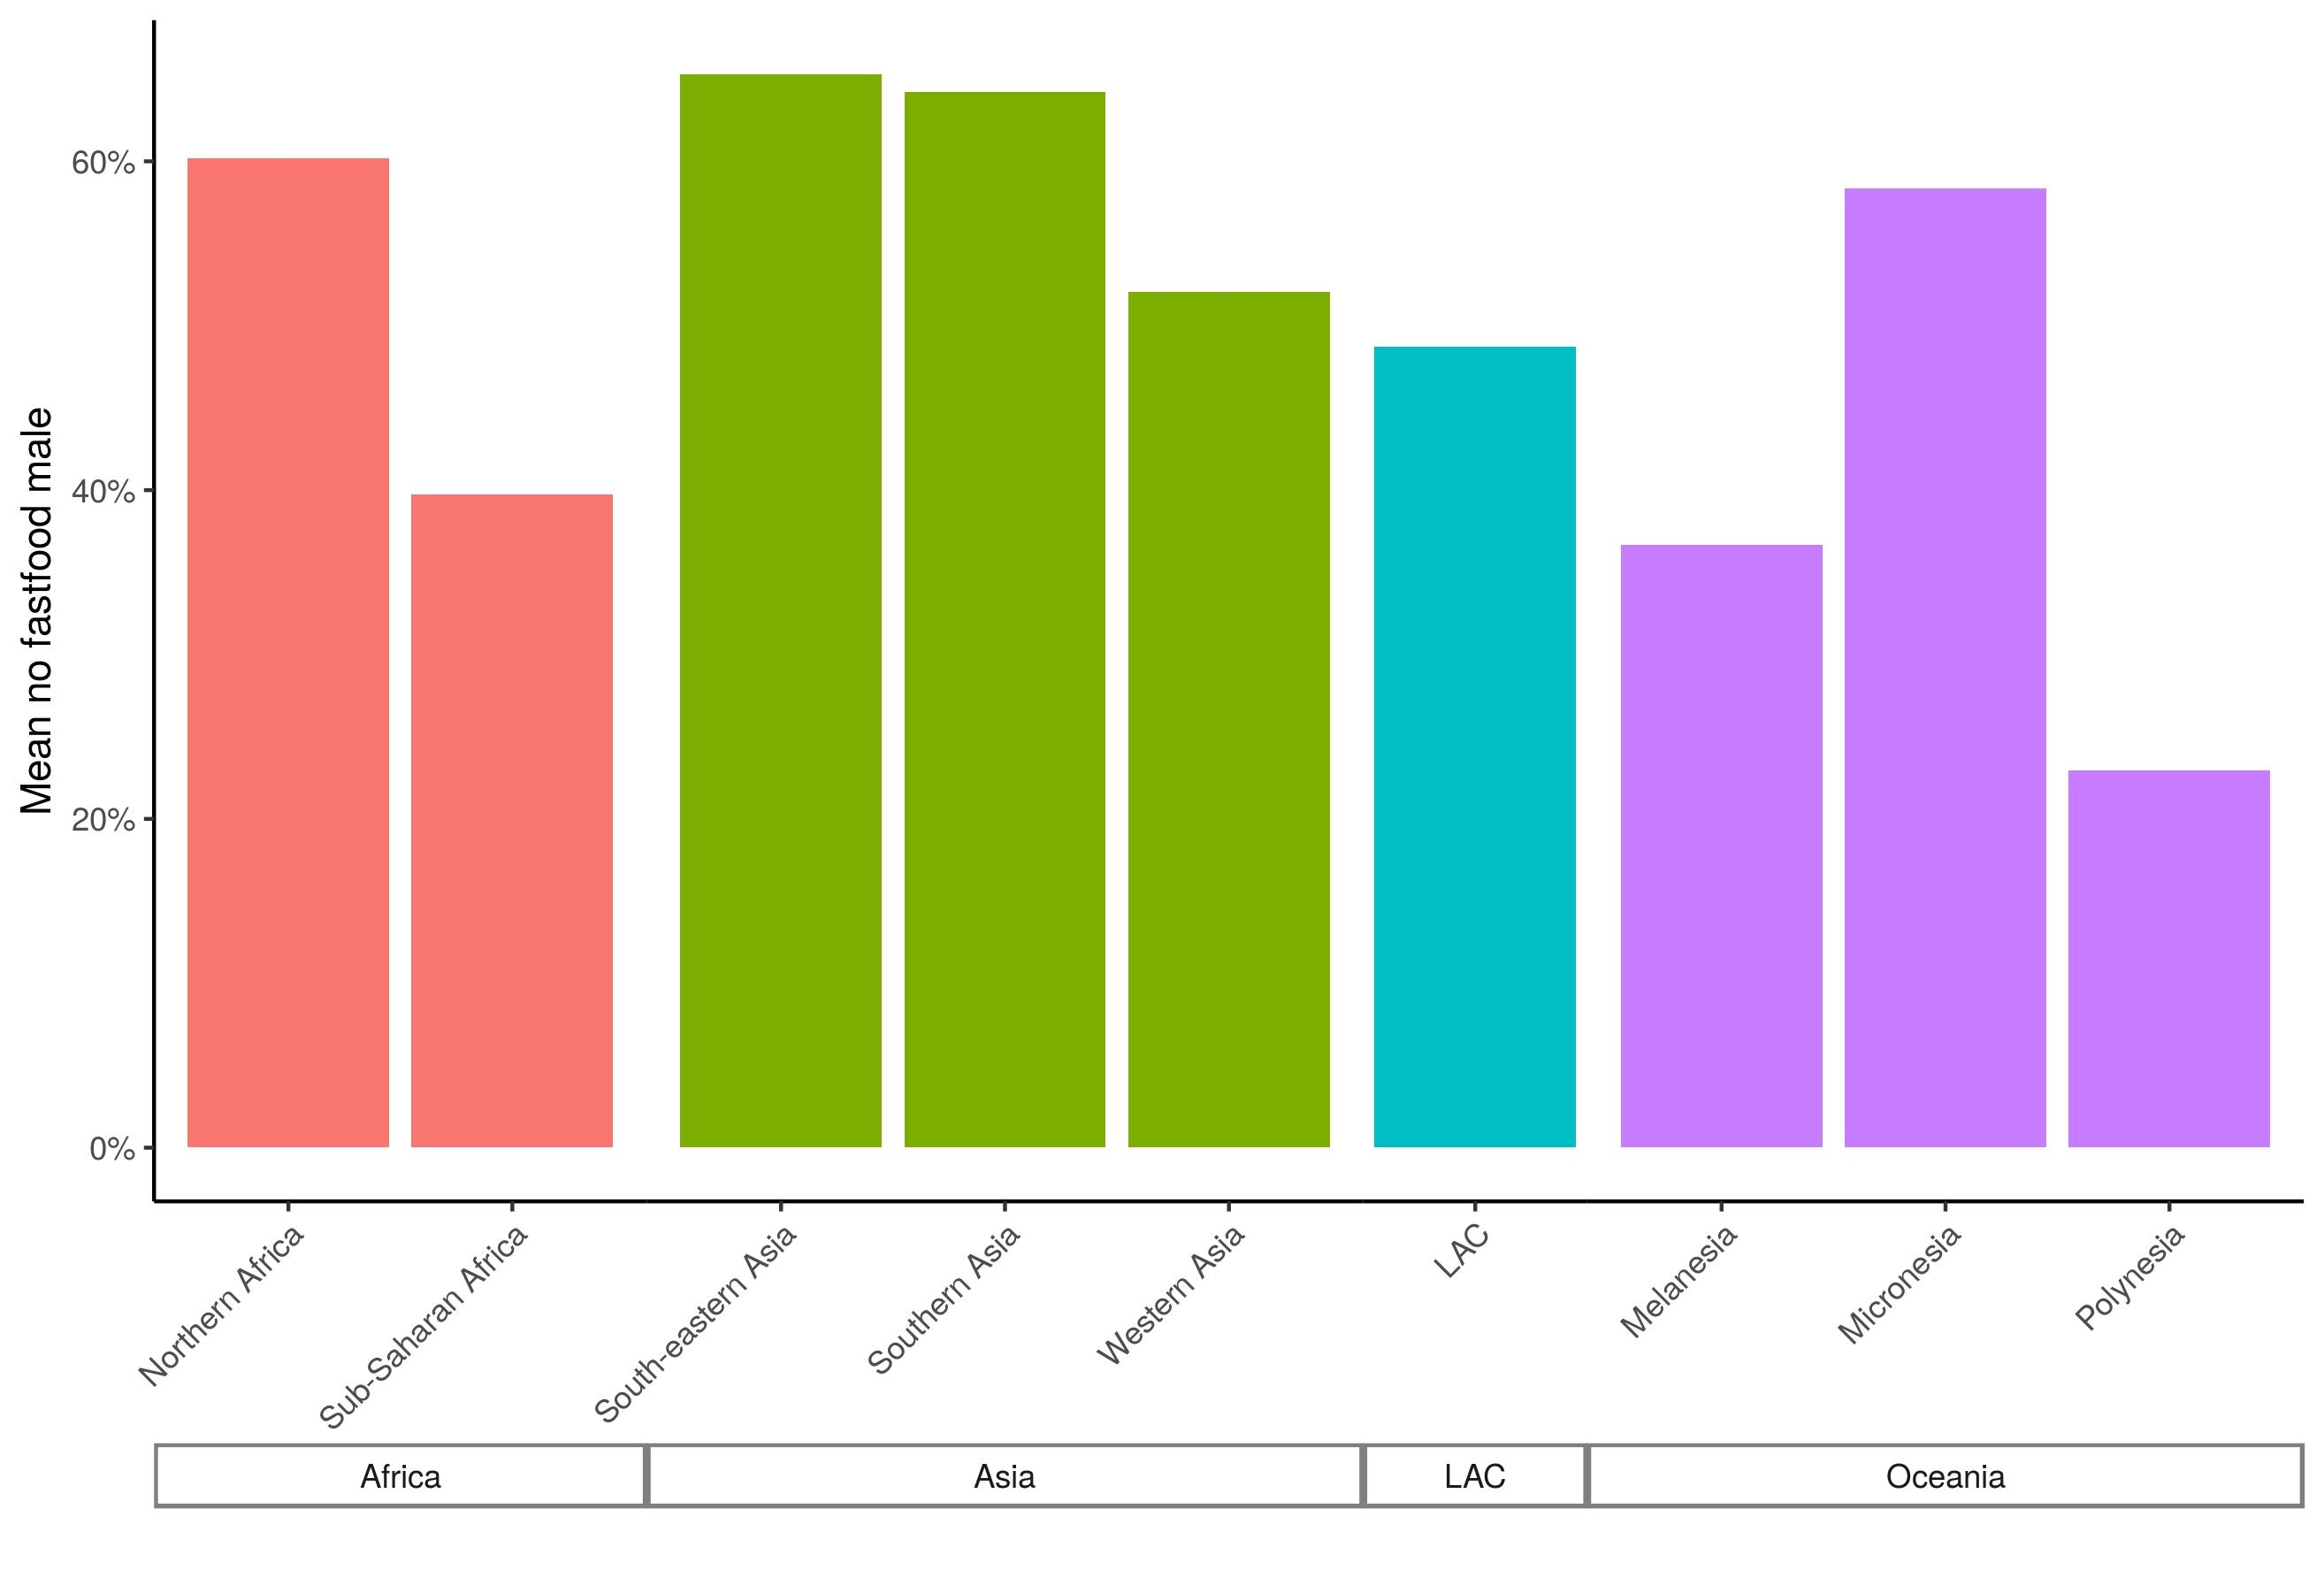 Mean no fastfood male
60%
40%
20%
0%
Northern Africa
Sub-Saharan Africa
South-eastern Asia
Southern Asia
Western Asia
LAC
Melanesia
Micronesia
Polynesia
Africa
Asia
LAC
Oceania